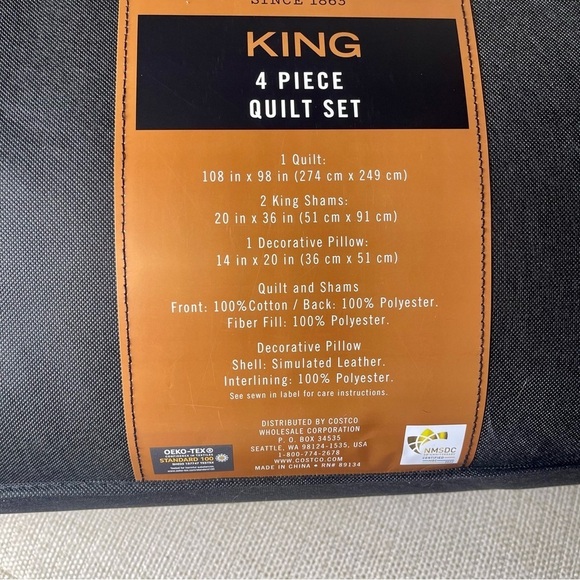 SINCE 1865
KING
4 PIECE
QUILT SET
1 Quilt:
108 in x 98 in (274 cm x 249 cm)
2 King Shams:
20 in x 36 in (51 cm x 91 cm)
1 Decorative Pillow:
14 in x 20 in (36 cm x 51 cm)
Quilt and Shams
Front: 100%Cotton / Back: 100% Polyester.
Fiber Fill: 100% Polyester.
Decorative Pillow
Shell: Simulated Leather.
Interlining: 100% Polyester.
See sewn in label for care instructions.
DISTRIBUTED BY COSTCO
WHOLESALE CORPORATION
P. O. BOX 34535
SEATTLE, WA 98124-1535, USA
1-800-774-2678
WWW.COSTCO.COM
MADE IN CHINA • RN# 89134
OEKO-TEX®
STANDARD 100
NMSDC